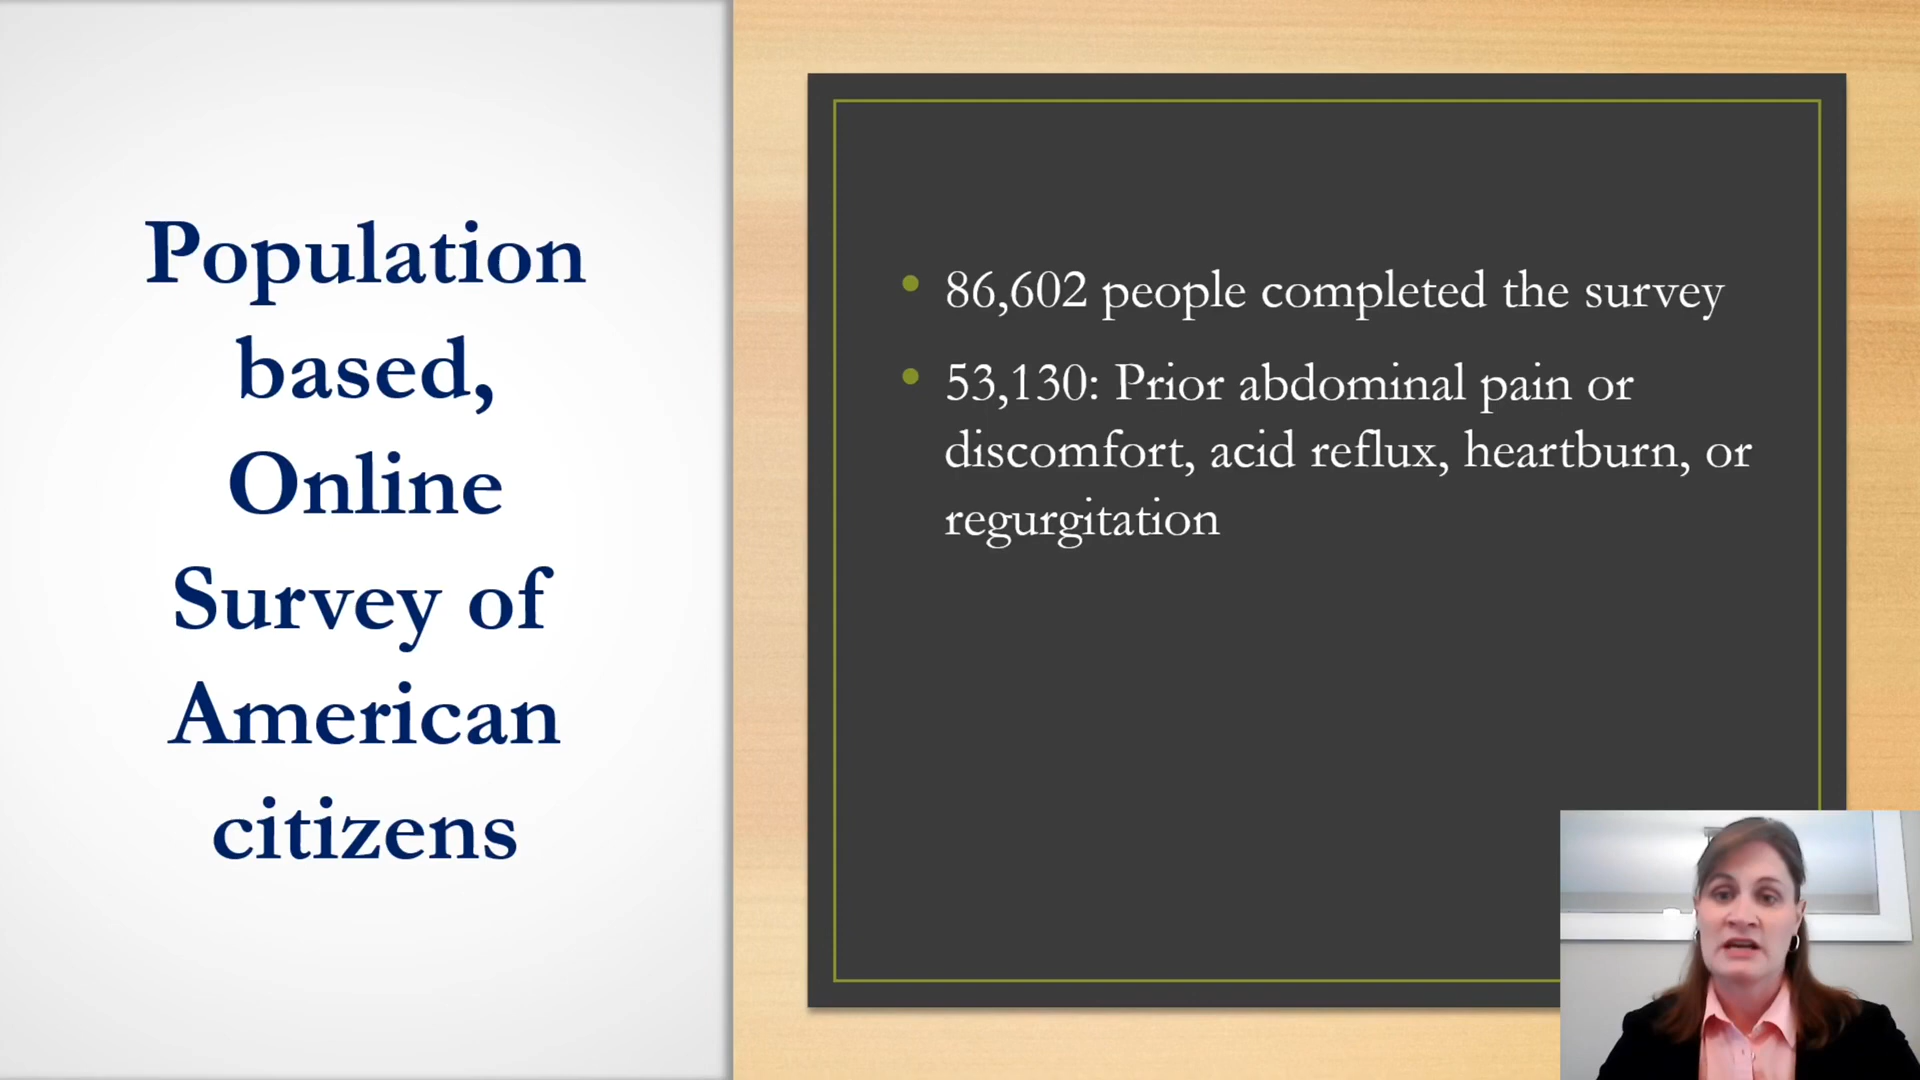 Population
based,
Online
Survey of
American
citizens
• 86,602 people completed the survey
• 53,130: Prior abdominal pain or
discomfort, acid reflux, heartburn, or
regurgitation